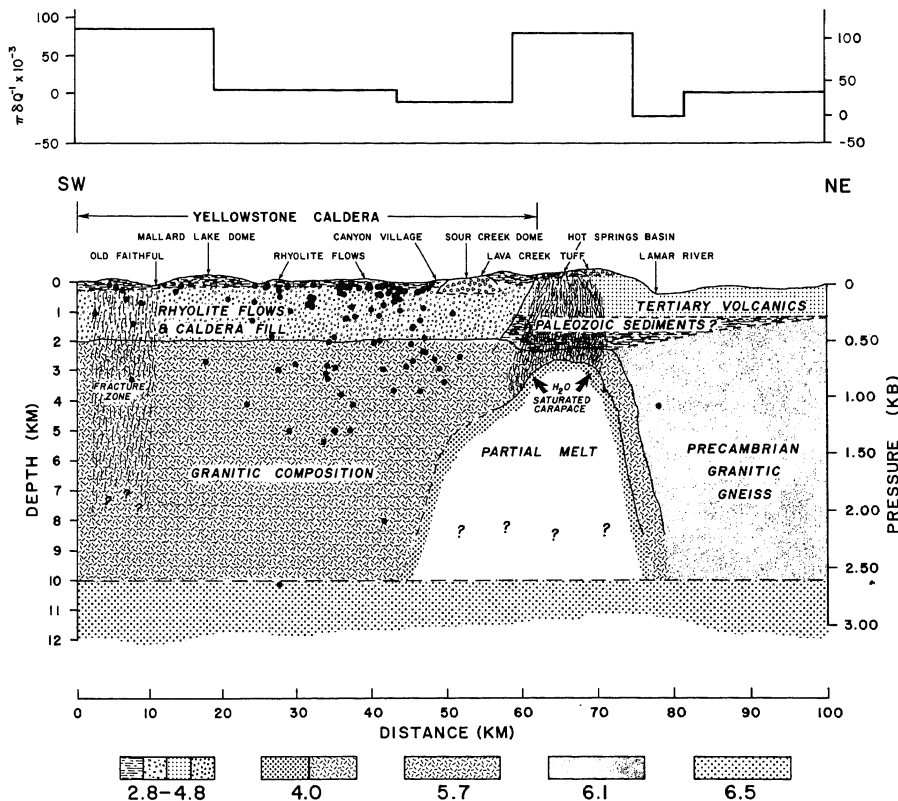 100
50
0
-50
π δ Q⁻¹ x 10⁻³
100
50
0
50
SW
NE
YELLOWSTONE CALDERA
MALLARD LAKE DOME
CANYON VILLAGE
SOUR CREEK DOME
HOT SPRINGS BASIN
OLD FAITHFUL
RHYOLITE FLOWS
LAVA CREEK TUFF
LAMAR RIVER
0
1
2
3
4
5
6
7
8
9
10
11
12
DEPTH (KM)
RHYOLITE FLOWS
& CALDERA FILL
TERTIARY VOLCANICS
PALEOZOIC SEDIMENTS?
FRACTURE
ZONE
H₂O
SATURATED
CARAPACE
GRANITIC COMPOSITION
PARTIAL MELT
PRECAMBRIAN
GRANITIC
GNEISS
? ? ?
? ? ? ?
0
0.50
1.00
1.50
2.00
2.50
3.00
PRESSURE (KB)
0 10 20 30 40 50 60 70 80 90 100
DISTANCE (KM)
2.8-4.8 4.0 5.7 6.1 6.5